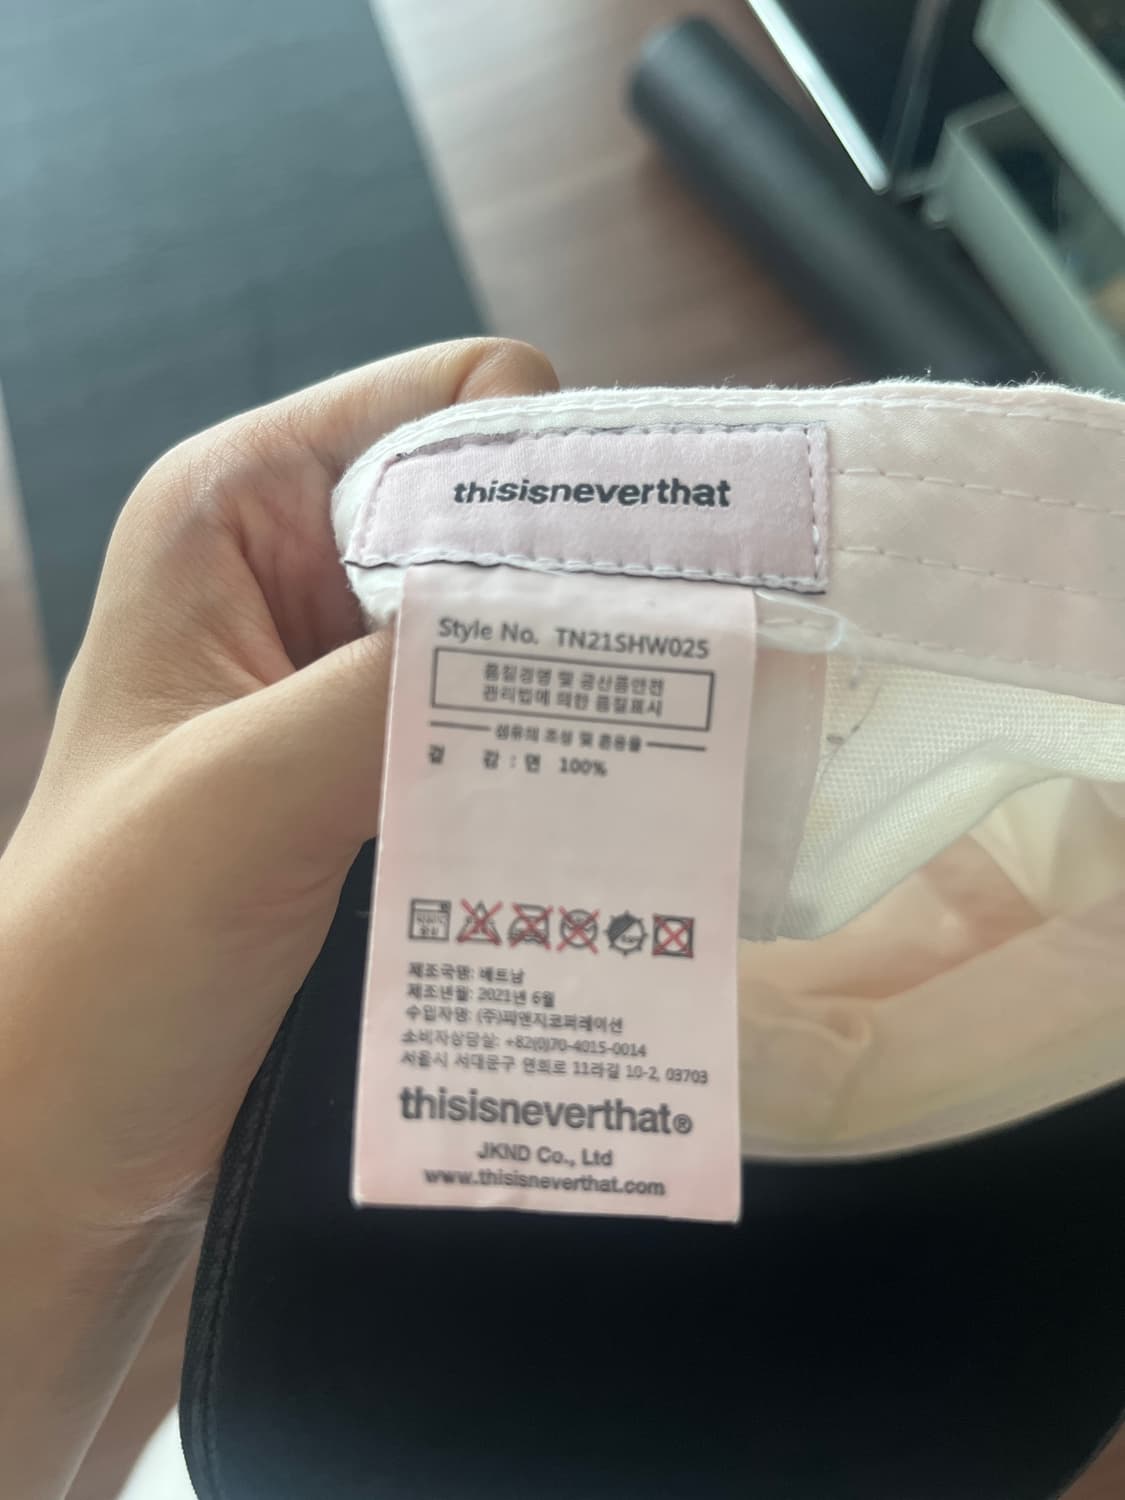 thisisneverthat
Style No. TN21SHW025
품질경영 및 공산품안전
관리법에 의한 품질표시
섬유의 조성 및 혼용율
겉 감 : 면 100%
제조국명: 베트남
제조년월: 2021년 6월
수입자명: (주)피앤지코퍼레이션
소비자상담실: +82(0)70-4015-0014
서울시 서대문구 연희로 11라길 10-2, 03703
thisisneverthat®
JKND Co., Ltd
www.thisisneverthat.com